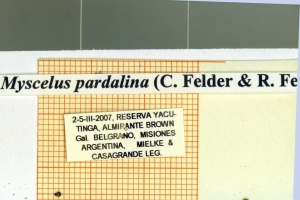 Myscelus pardalina (C. Felder & R. Fe
2-5-III-2007, RESERVA YACU-
TINGA, ALMIRANTE BROWN
Gal. BELGRANO, MISIONES
ARGENTINA, MIELKE &
CASAGRANDE LEG.